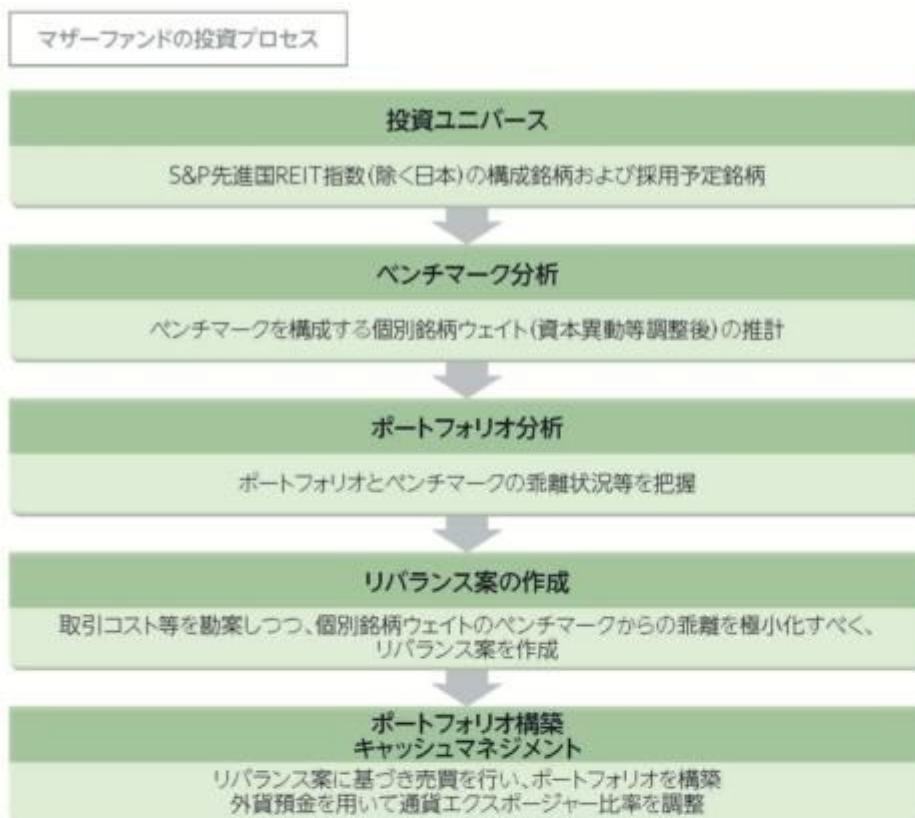 マザーファンドの投資プロセス
投資ユニバース
S&P先進国REIT指数(除く日本)の構成銘柄および採用予定銘柄
ベンチマーク分析
ベンチマークを構成する個別銘柄ウェイト(資本異動等調整後)の推計
ポートフォリオ分析
ポートフォリオとベンチマークの乖離状況等を把握
リバランス案の作成
取引コスト等を勘案しつつ、個別銘柄ウェイトのベンチマークからの乖離を極小化すべく、
リバランス案を作成
ポートフォリオ構築
キャッシュマネジメント
リバランス案に基づき売買を行い、ポートフォリオを構築
外貨預金を用いて通貨エクスポージャー比率を調整